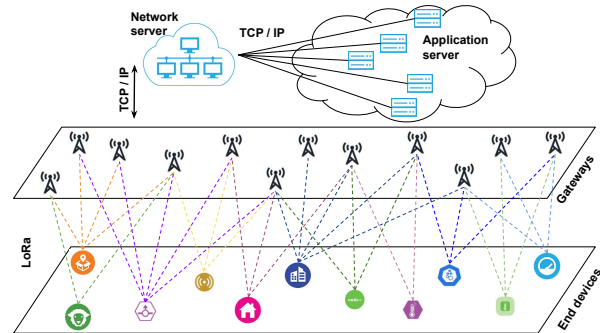 Network
server
TCP / IP
Application
server
TCP / IP
Gateways
LoRa
End devices